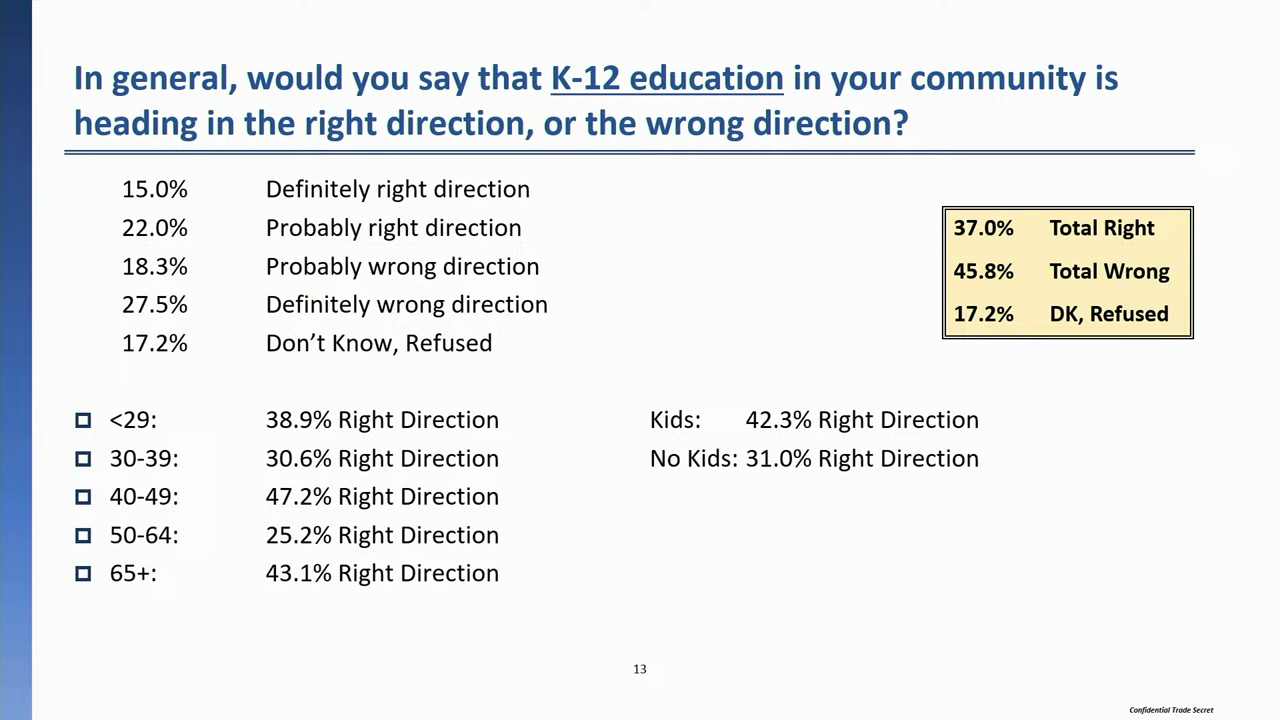 In general, would you say that K-12 education in your community is
heading in the right direction, or the wrong direction?
15.0% Definitely right direction
22.0% Probably right direction
18.3% Probably wrong direction
27.5% Definitely wrong direction
17.2% Don’t Know, Refused
37.0% Total Right
45.8% Total Wrong
17.2% DK, Refused
<29: 38.9% Right Direction
30-39: 30.6% Right Direction
40-49: 47.2% Right Direction
50-64: 25.2% Right Direction
65+: 43.1% Right Direction
Kids: 42.3% Right Direction
No Kids: 31.0% Right Direction
13
Confidential Trade Secret